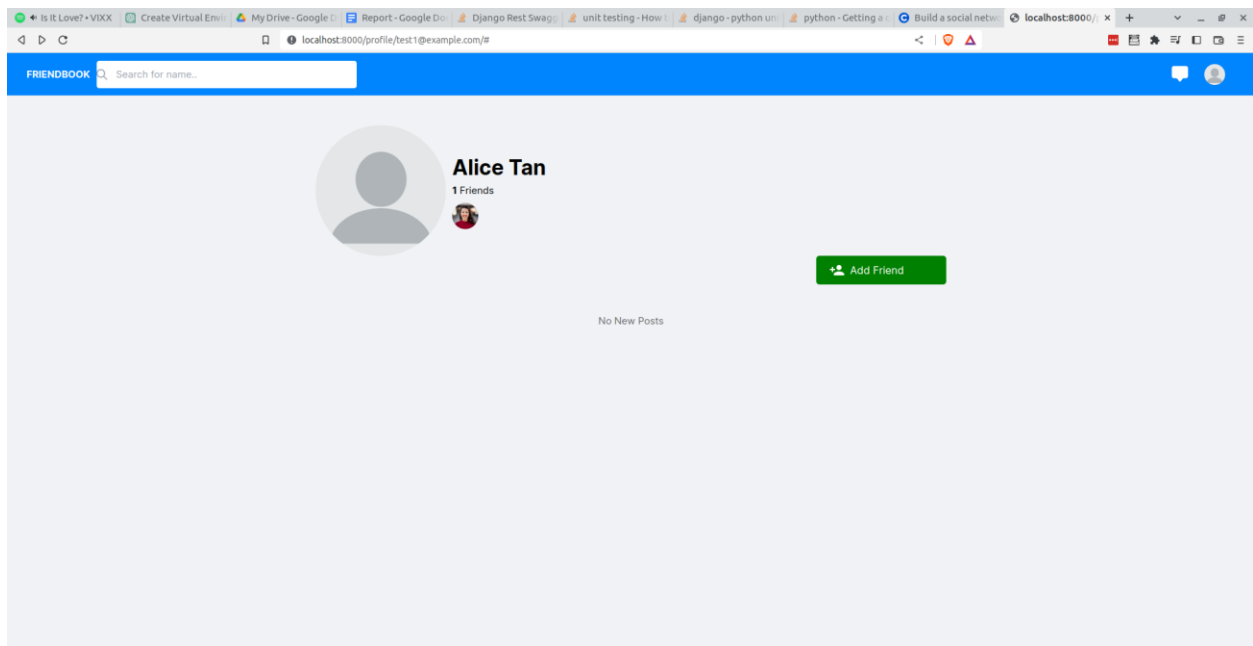 Is It Love? • VIXX Create Virtual Envi My Drive - Google D Report - Google Do Django Rest Swagg unit testing - How t django - python uni python - Getting a c Build a social netwo localhost:8000/ x +
localhost:8000/profile/test1@example.com/#
FRIENDBOOK Search for name..
Alice Tan
1 Friends
Add Friend
No New Posts